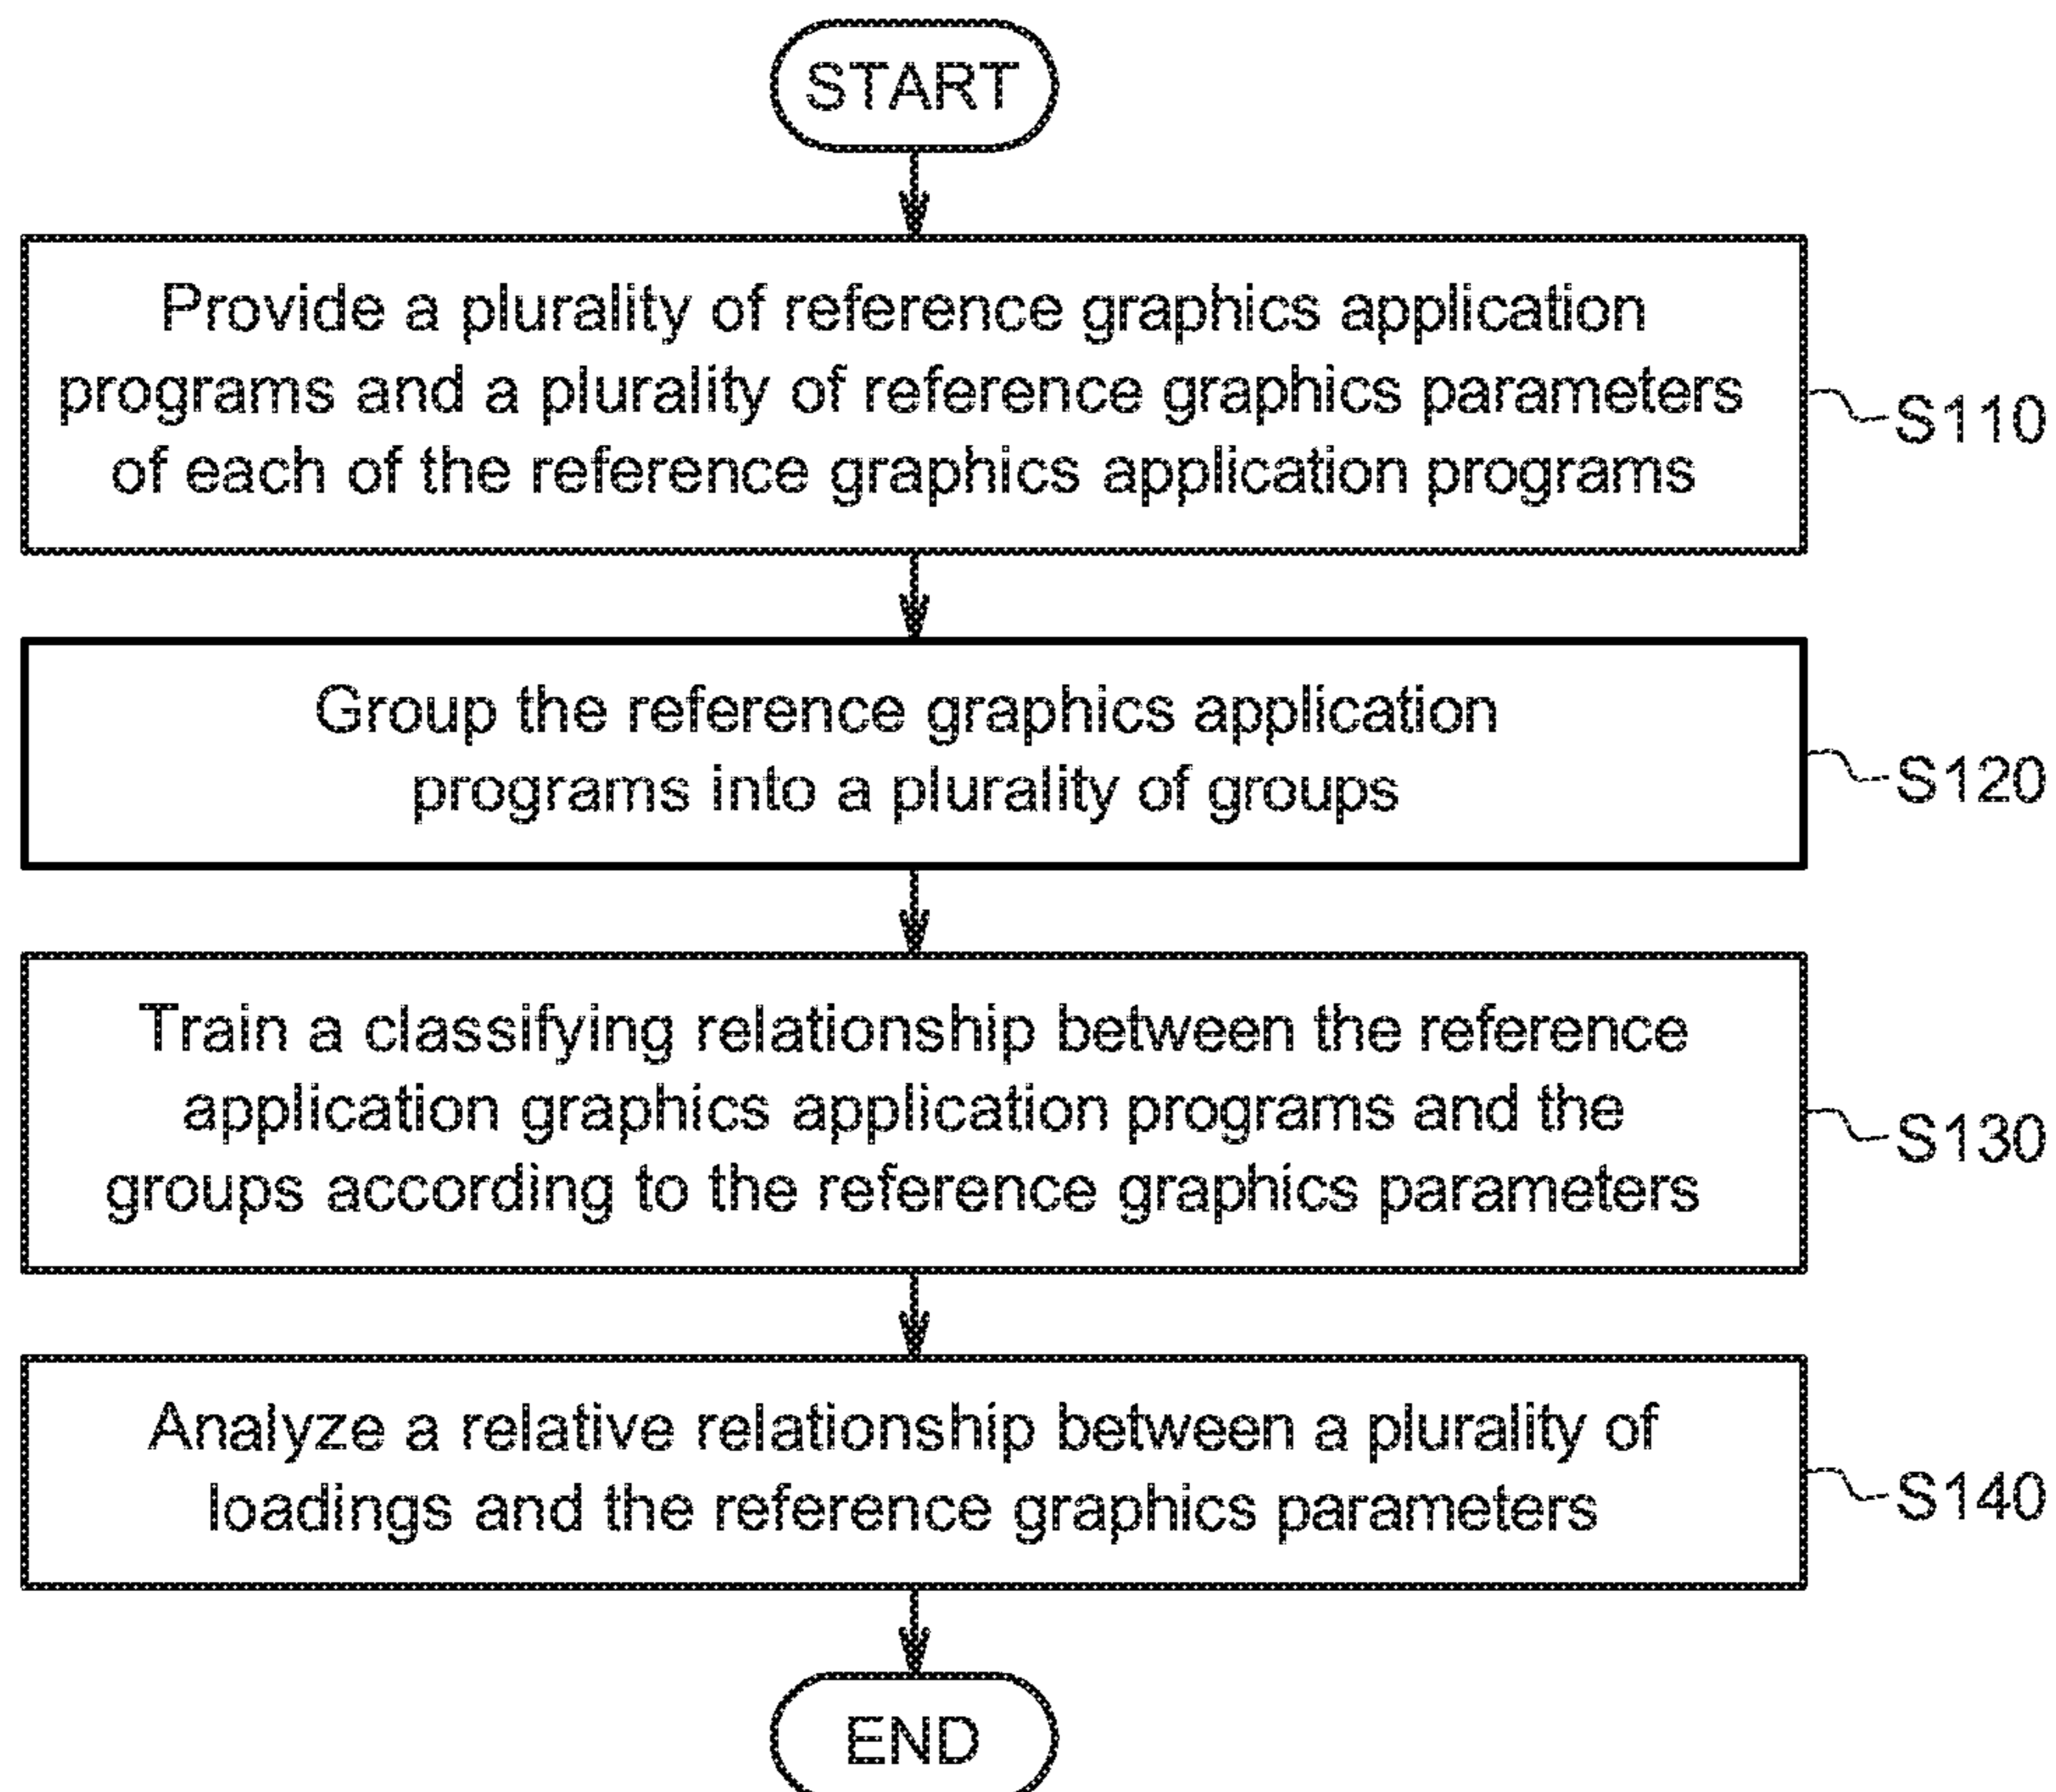 START
Provide a plurality of reference graphics application
programs and a plurality of reference graphics parameters
of each of the reference graphics application programs
S110
Group the reference graphics application
programs into a plurality of groups
S120
Train a classifying relationship between the reference
application graphics application programs and the
groups according to the reference graphics parameters
S130
Analyze a relative relationship between a plurality of
loadings and the reference graphics parameters
S140
END